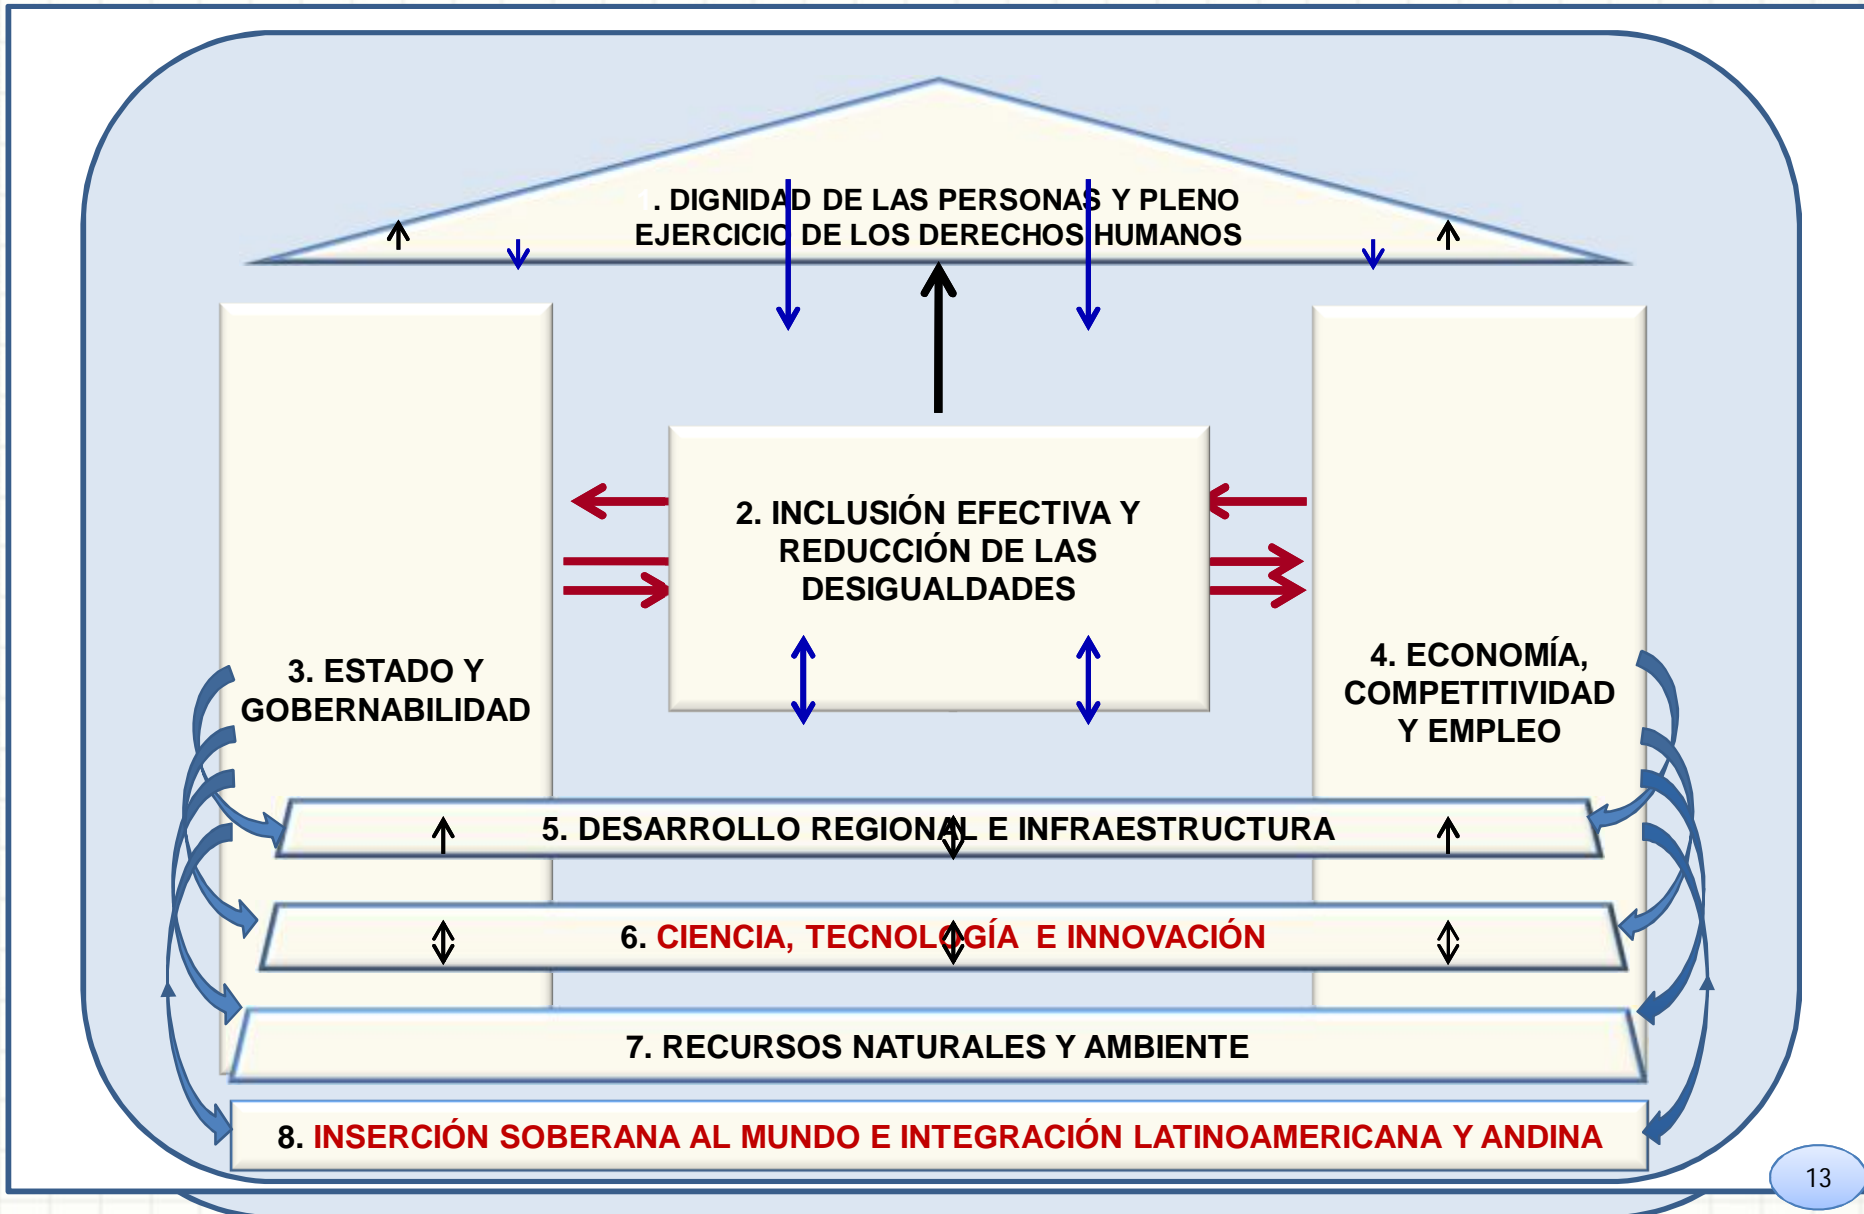 . DIGNIDAD DE LAS PERSONAS Y PLENO
EJERCICIO DE LOS DERECHOS HUMANOS
2. INCLUSIÓN EFECTIVA Y
REDUCCIÓN DE LAS
DESIGUALDADES
3. ESTADO Y
GOBERNABILIDAD
4. ECONOMÍA,
COMPETITIVIDAD
Y EMPLEO
5. DESARROLLO REGIONAL E INFRAESTRUCTURA
6. CIENCIA, TECNOLOGÍA E INNOVACIÓN
7. RECURSOS NATURALES Y AMBIENTE
8. INSERCIÓN SOBERANA AL MUNDO E INTEGRACIÓN LATINOAMERICANA Y ANDINA
13